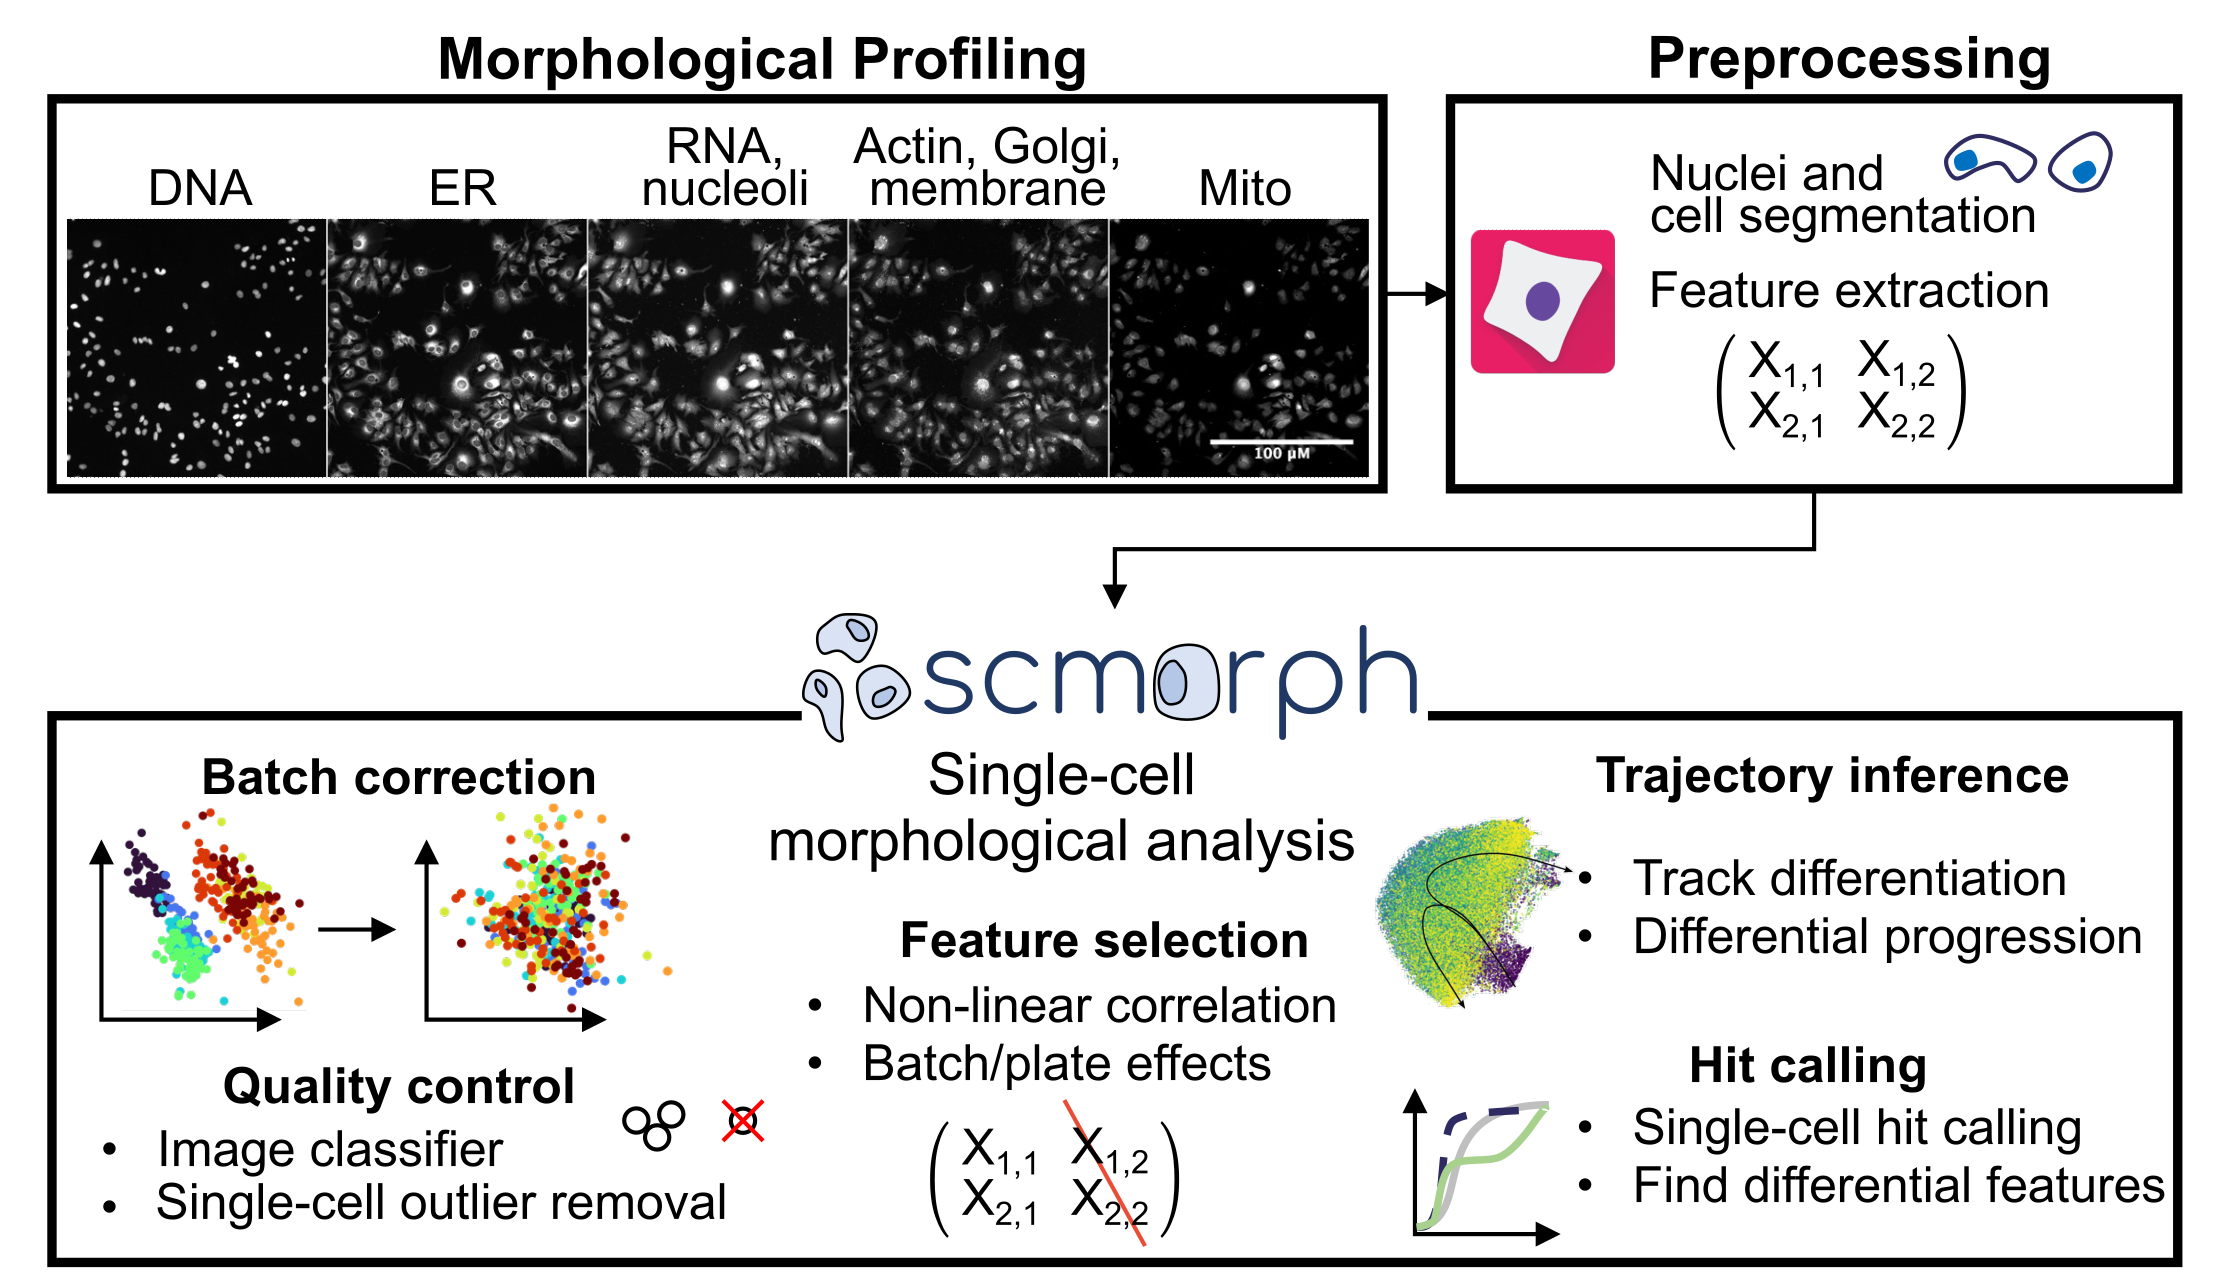 Morphological Profiling
DNA
ER
RNA,
nucleoli
Actin, Golgi,
membrane
Mito
100 µM
Preprocessing
Nuclei and
cell segmentation
Feature extraction
X1,1 X1,2
X2,1 X2,2
scmorph
Single-cell
morphological analysis
Batch correction
Quality control
• Image classifier
• Single-cell outlier removal
Feature selection
• Non-linear correlation
• Batch/plate effects
X1,1 X1,2
X2,1 X2,2
Trajectory inference
• Track differentiation
• Differential progression
Hit calling
• Single-cell hit calling
• Find differential features